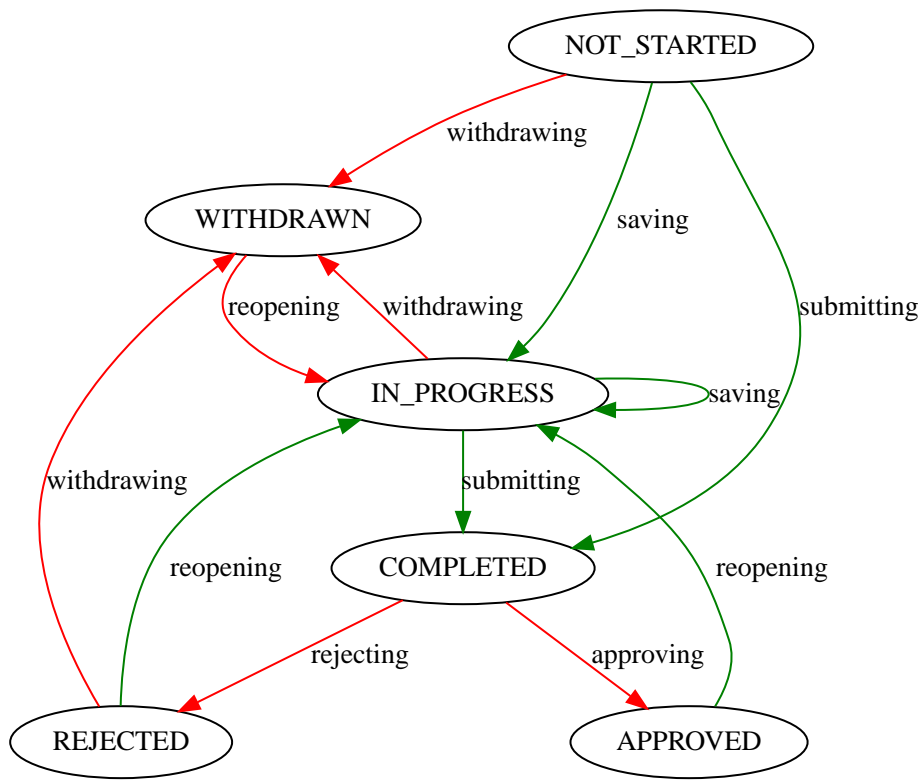 NOT_STARTED
withdrawing
WITHDRAWN
saving
reopening
withdrawing
submitting
IN_PROGRESS
saving
withdrawing
submitting
COMPLETED
reopening
reopening
rejecting
approving
REJECTED
APPROVED